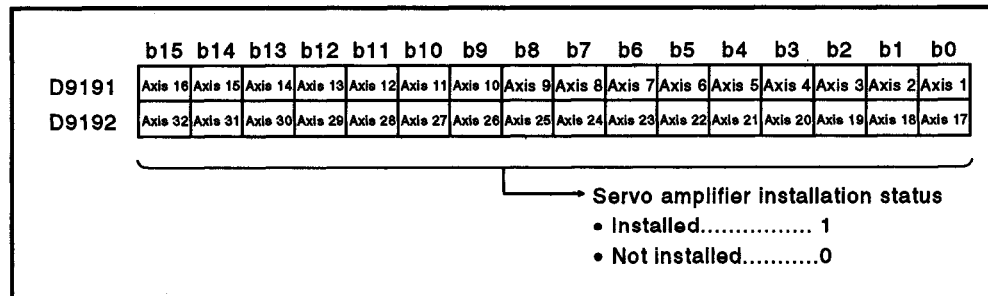 b15 b14 b13 b12 b11 b10 b9 b8 b7 b6 b5 b4 b3 b2 b1 b0
D9191 Axis 16 Axis 15 Axis 14 Axis 13 Axis 12 Axis 11 Axis 10 Axis 9 Axis 8 Axis 7 Axis 6 Axis 5 Axis 4 Axis 3 Axis 2 Axis 1
D9192 Axis 32 Axis 31 Axis 30 Axis 29 Axis 28 Axis 27 Axis 26 Axis 25 Axis 24 Axis 23 Axis 22 Axis 21 Axis 20 Axis 19 Axis 18 Axis 17
Servo amplifier installation status
• Installed................ 1
• Not installed...........0